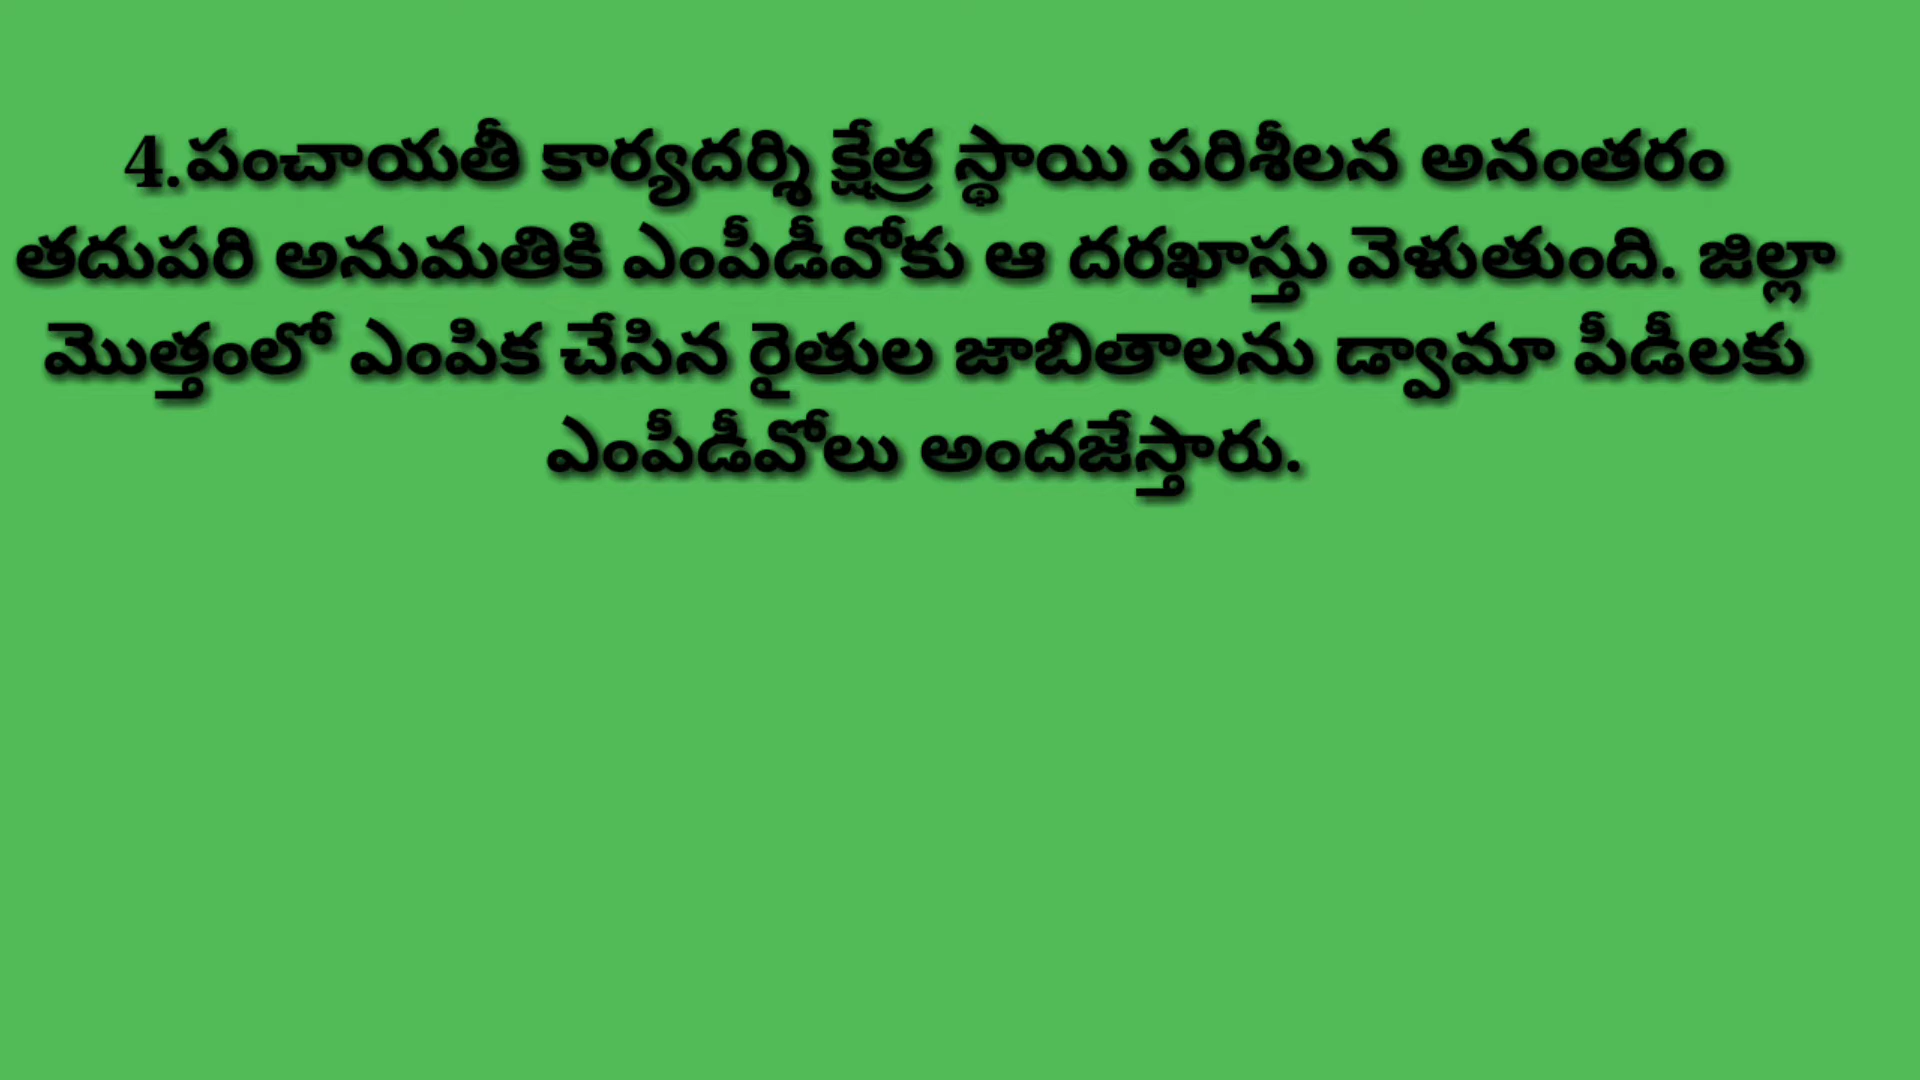 4.పంచాయతీ కార్యదర్శి క్షేత్ర స్థాయి పరిశీలన అనంతరం
తదుపరి అనుమతికి ఎంపీడీవోకు ఆ దరఖాస్తు వెళుతుంది. జిల్లా
మొత్తంలో ఎంపిక చేసిన రైతుల జాబితాలను డ్వామా పీడీలకు
ఎంపీడీవోలు అందజేస్తారు.